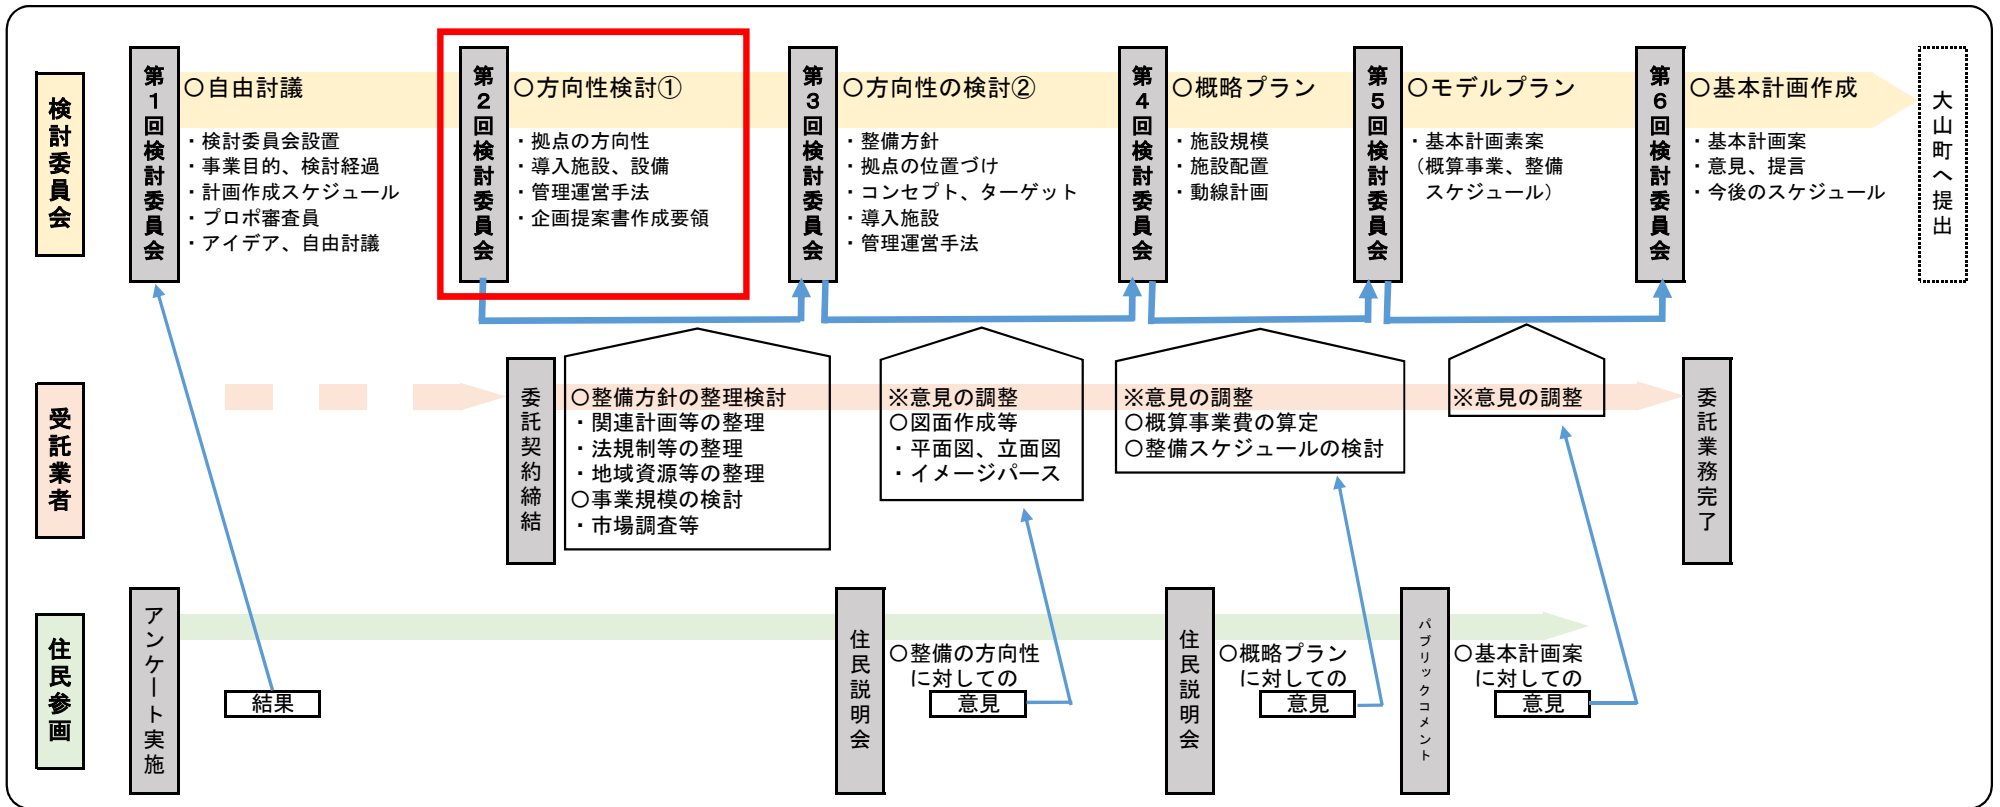 検討委員会
第1回検討委員会
〇自由討議
・検討委員会設置
・事業目的、検討経過
・計画作成スケジュール
・プロポ審査員
・アイデア、自由討議
第2回検討委員会
〇方向性検討①
・拠点の方向性
・導入施設、設備
・管理運営手法
・企画提案書作成要領
第3回検討委員会
〇方向性の検討②
・整備方針
・拠点の位置づけ
・コンセプト、ターゲット
・導入施設
・管理運営手法
第4回検討委員会
〇概略プラン
・施設規模
・施設配置
・動線計画
第5回検討委員会
〇モデルプラン
・基本計画素案
（概算事業、整備
スケジュール）
第6回検討委員会
〇基本計画作成
・基本計画案
・意見、提言
・今後のスケジュール
大山町へ提出
受託業者
委託契約締結
〇整備方針の整理検討
・関連計画等の整理
・法規制等の整理
・地域資源等の整理
〇事業規模の検討
・市場調査等
※意見の調整
〇図面作成等
・平面図、立面図
・イメージパース
※意見の調整
〇概算事業費の算定
〇整備スケジュールの検討
※意見の調整
委託業務完了
住民参画
アンケート実施
結果
住民説明会
〇整備の方向性
に対しての
意見
住民説明会
〇概略プラン
に対しての
意見
パブリックコメント
〇基本計画案
に対しての
意見